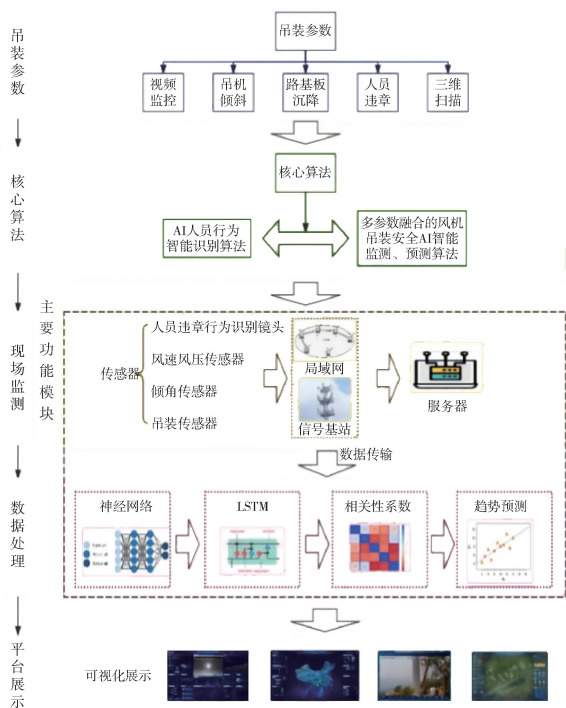 吊装参数
吊装参数
视频
监控
吊机
倾斜
路基板
沉降
人员
违章
三维
扫描
核心算法
核心算法
AI人员行为
智能识别算法
多参数融合的风机
吊装安全AI智能
监测、预测算法
主要功能模块
现场监测
传感器
人员违章行为识别镜头
风速风压传感器
倾角传感器
吊装传感器
局域网
信号基站
服务器
数据传输
数据处理
神经网络
LSTM
相关性系数
趋势预测
平台展示
可视化展示